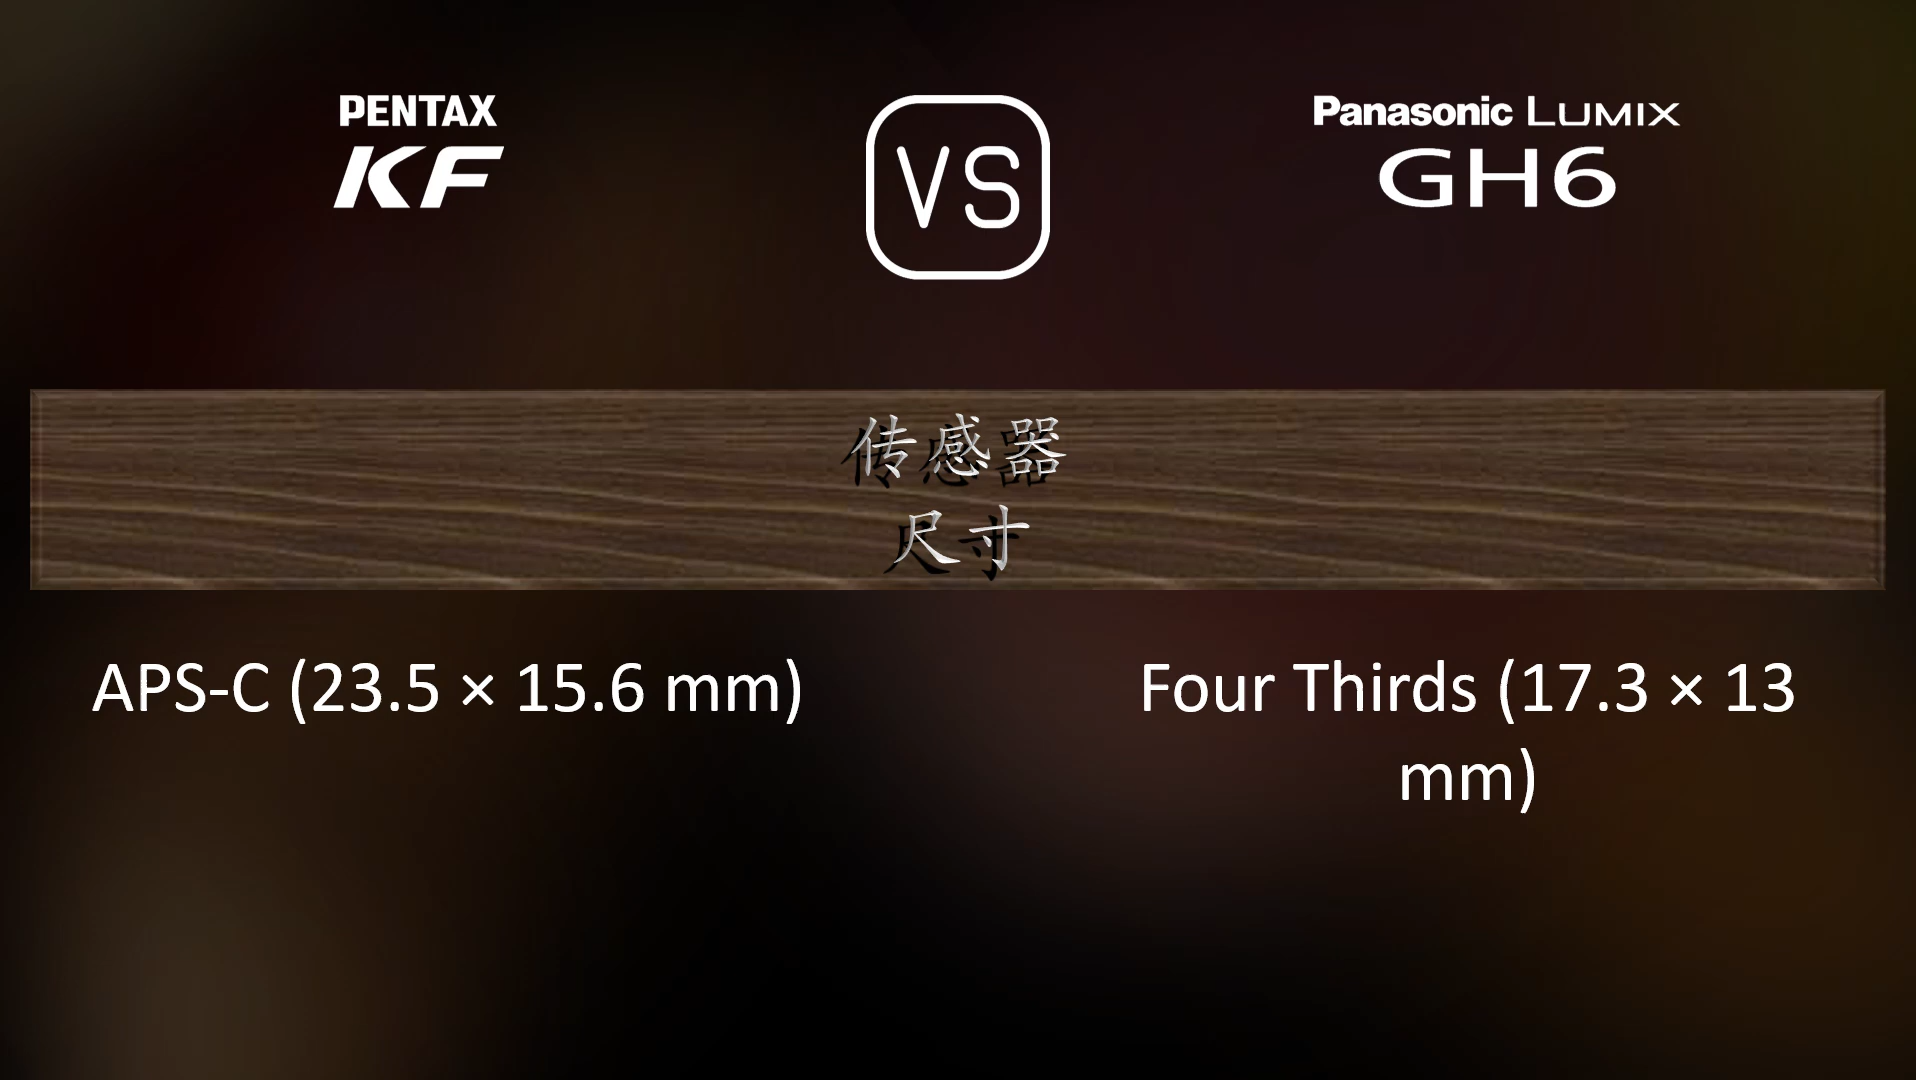 PENTAX
KF
VS
Panasonic LUMIX
GH6
传感器
尺寸
APS-C (23.5 × 15.6 mm)
Four Thirds (17.3 × 13
mm)